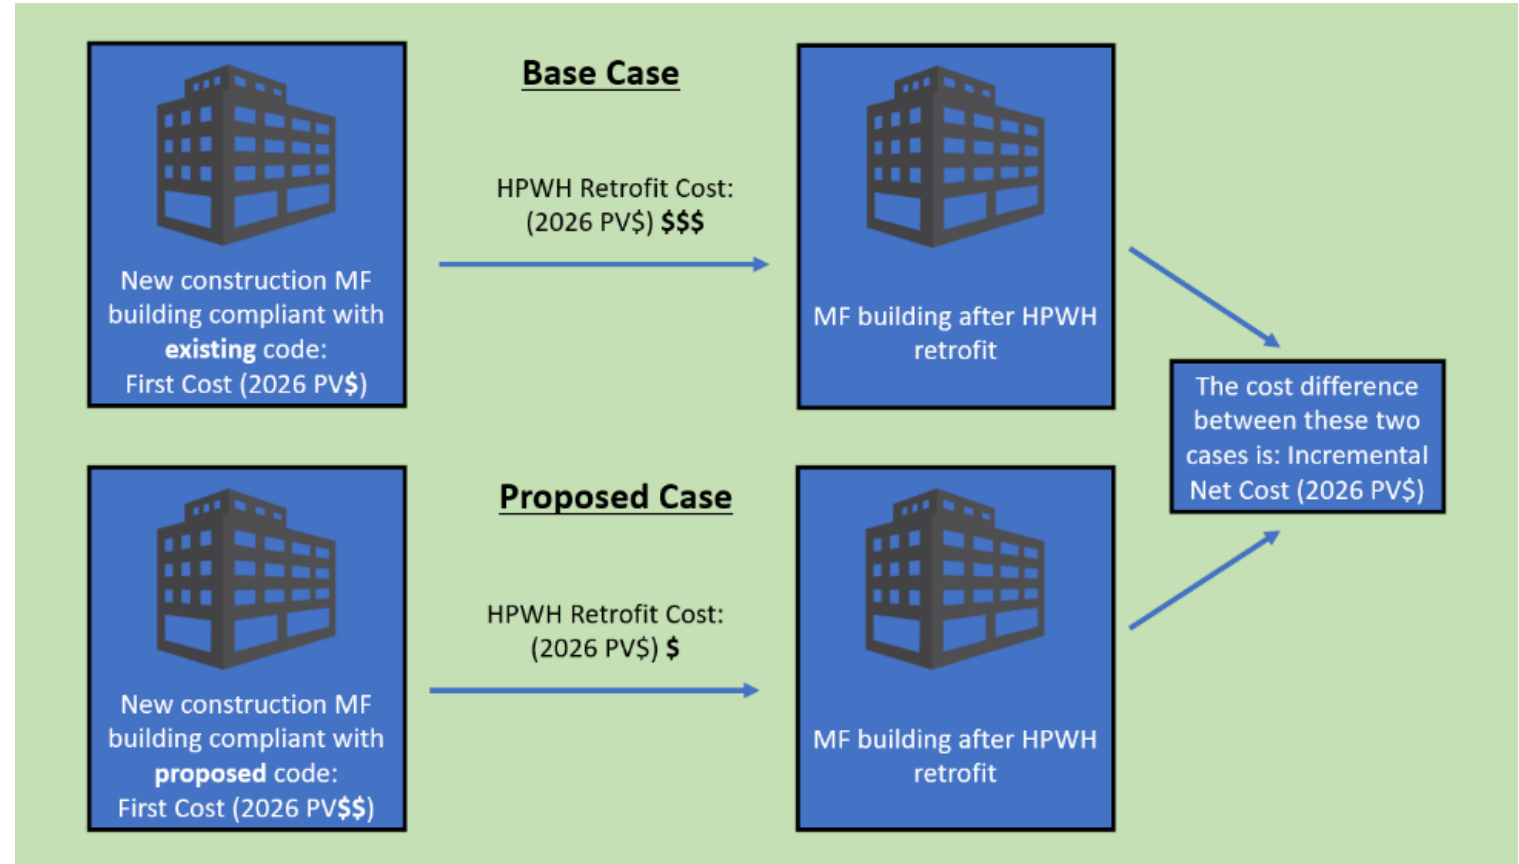 Base Case
HPWH Retrofit Cost:
(2026 PV$) $$$
New construction MF
building compliant with
existing code:
First Cost (2026 PV$)
MF building after HPWH
retrofit
The cost difference
between these two
cases is: Incremental
Net Cost (2026 PV$)
Proposed Case
HPWH Retrofit Cost:
(2026 PV$) $
New construction MF
building compliant with
proposed code:
First Cost (2026 PV$$)
MF building after HPWH
retrofit